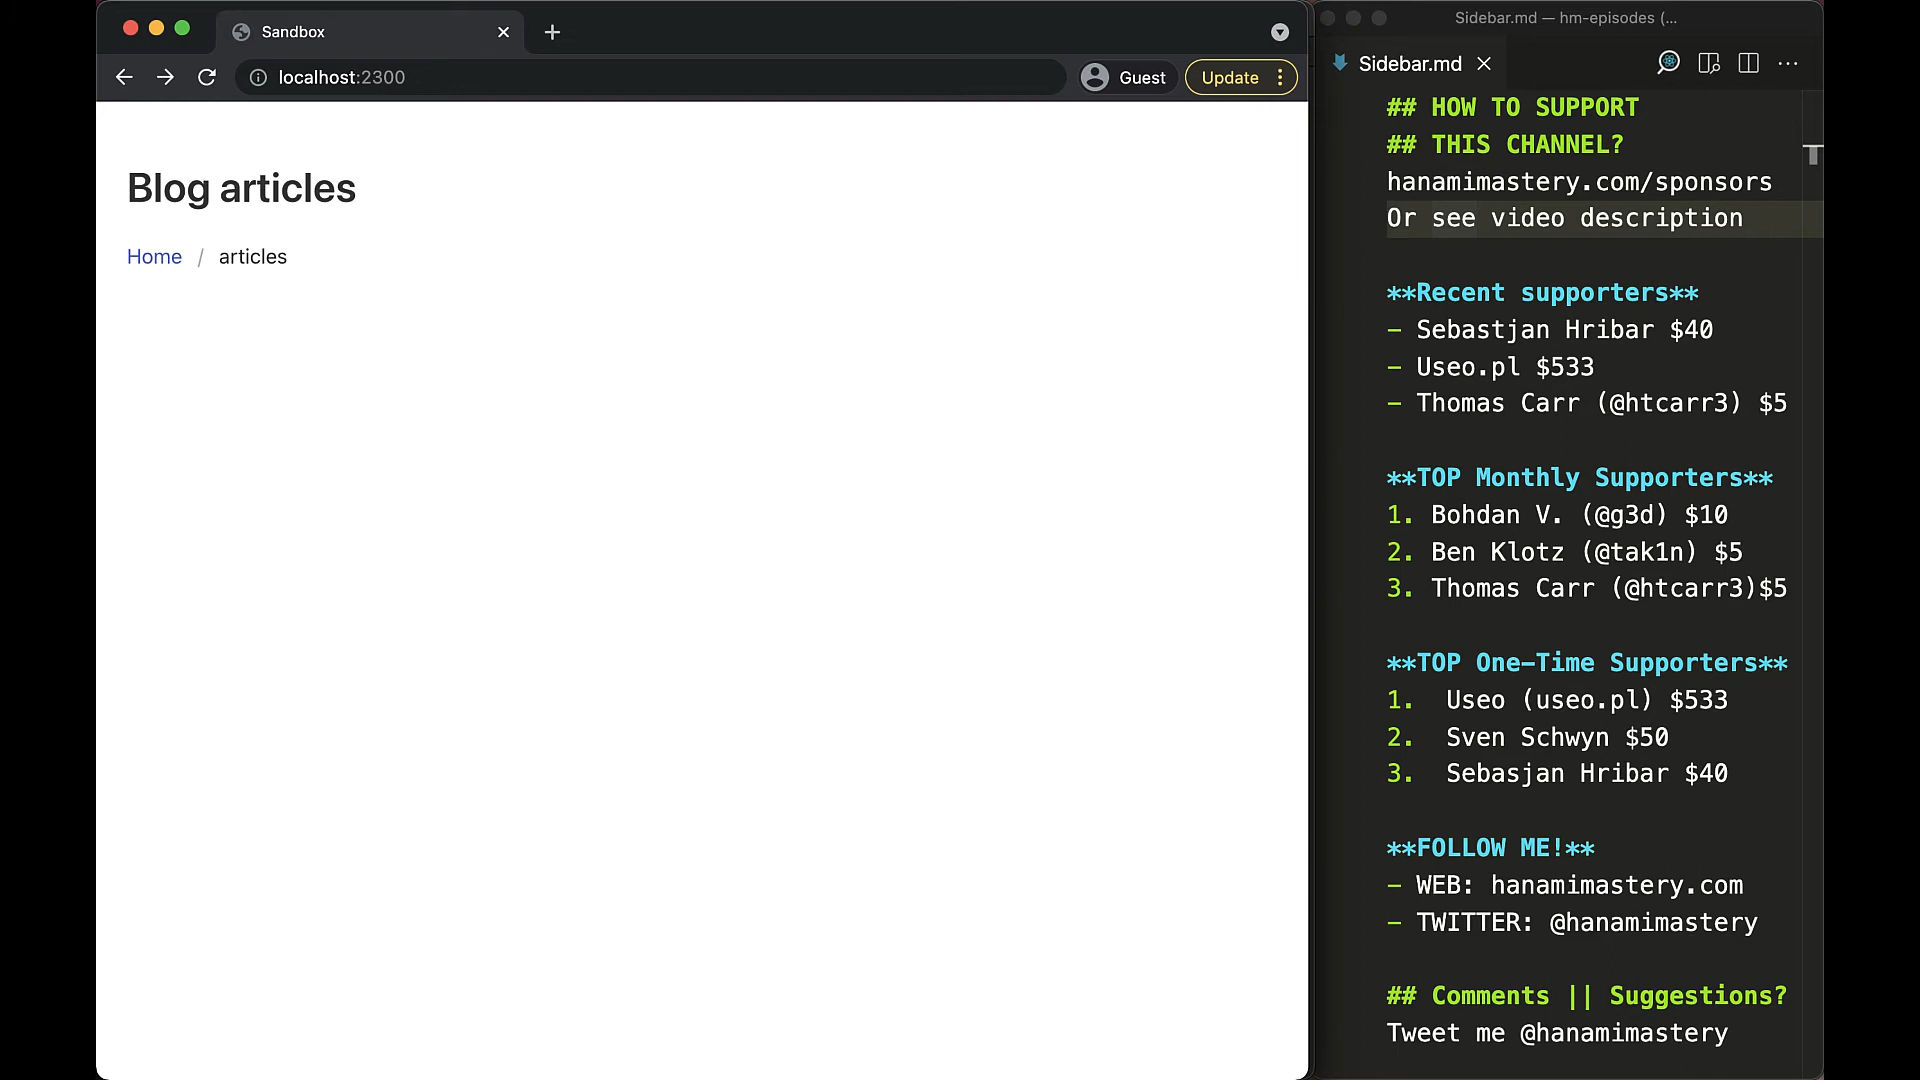 Sandbox
localhost:2300
Guest
Update
Blog articles
Home / articles
Sidebar.md — hm-episodes (...
Sidebar.md
## HOW TO SUPPORT
## THIS CHANNEL?
hanamimastery.com/sponsors
Or see video description
**Recent supporters**
- Sebastjan Hribar $40
- Useo.pl $533
- Thomas Carr (@htcarr3) $5
**TOP Monthly Supporters**
1. Bohdan V. (@g3d) $10
2. Ben Klotz (@tak1n) $5
3. Thomas Carr (@htcarr3)$5
**TOP One-Time Supporters**
1. Useo (useo.pl) $533
2. Sven Schwyn $50
3. Sebasjan Hribar $40
**FOLLOW ME!**
- WEB: hanamimastery.com
- TWITTER: @hanamimastery
## Comments || Suggestions?
Tweet me @hanamimastery